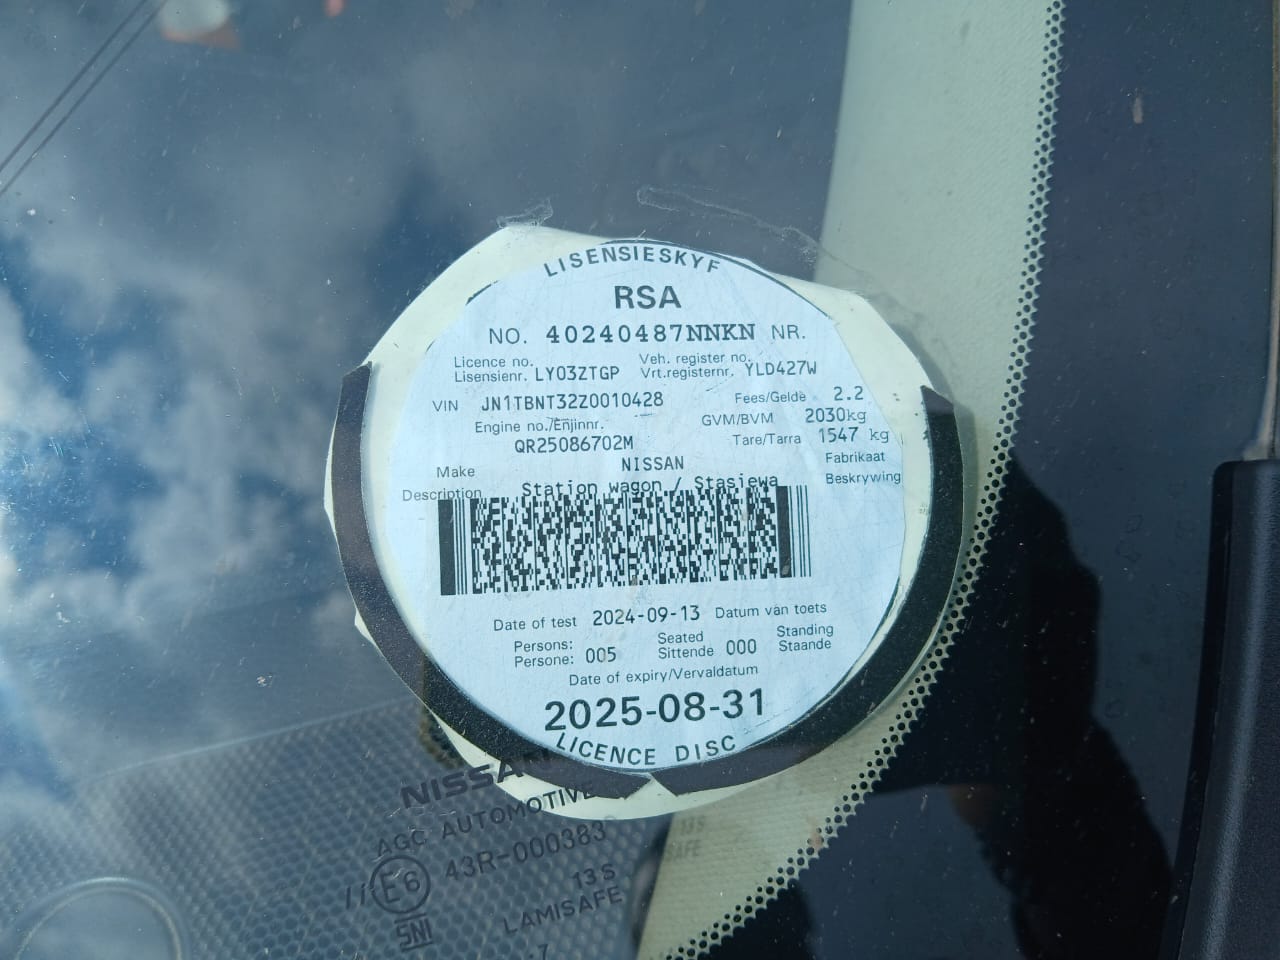 LISENSIESKYF
RSA
NO. 40240487NNKN NR.
Licence no. Veh. register no.
Lisensienr. LY03ZTGP Vrt.registernr. YLD427W
VIN JN1TBNT32Z0010428 Fees/Gelde 2.2
Engine no./Enjinnr. GVM/BVM 2030kg
QR25086702M Tare/Tarra 1547 kg
Make NISSAN Fabrikaat
Description Station wagon / Stasiewa Beskrywing
Date of test 2024-09-13 Datum van toets
Persons: Seated Standing
Persone: 005 Sittende 000 Staande
Date of expiry/Vervaldatum
2025-08-31
LICENCE DISC
NISSAN
AGC AUTOMOTIVE
E6 43R-000383
13S
SNI LAMISAFE
.7
13S